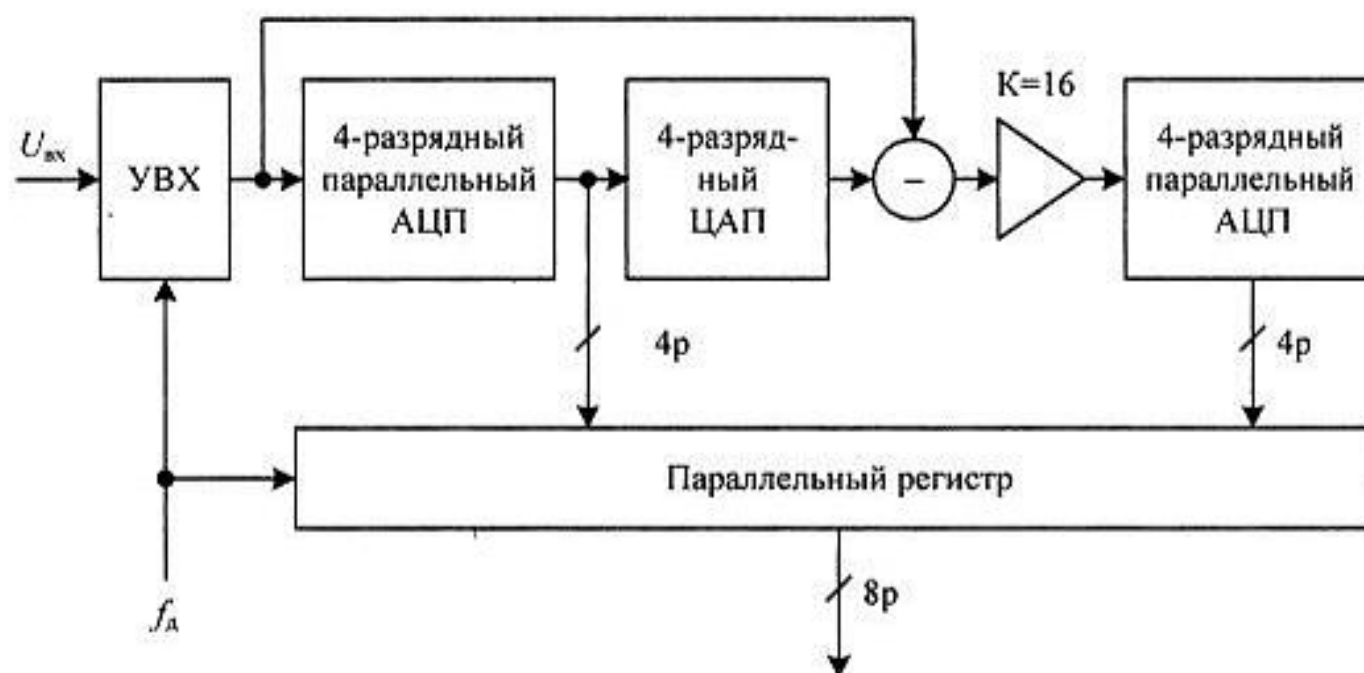 K=16
Uвх
УВХ
4-разрядный
параллельный
АЦП
4-разряд-
ный
ЦАП
–
4-разрядный
параллельный
АЦП
4р
4р
Параллельный регистр
8р
fд